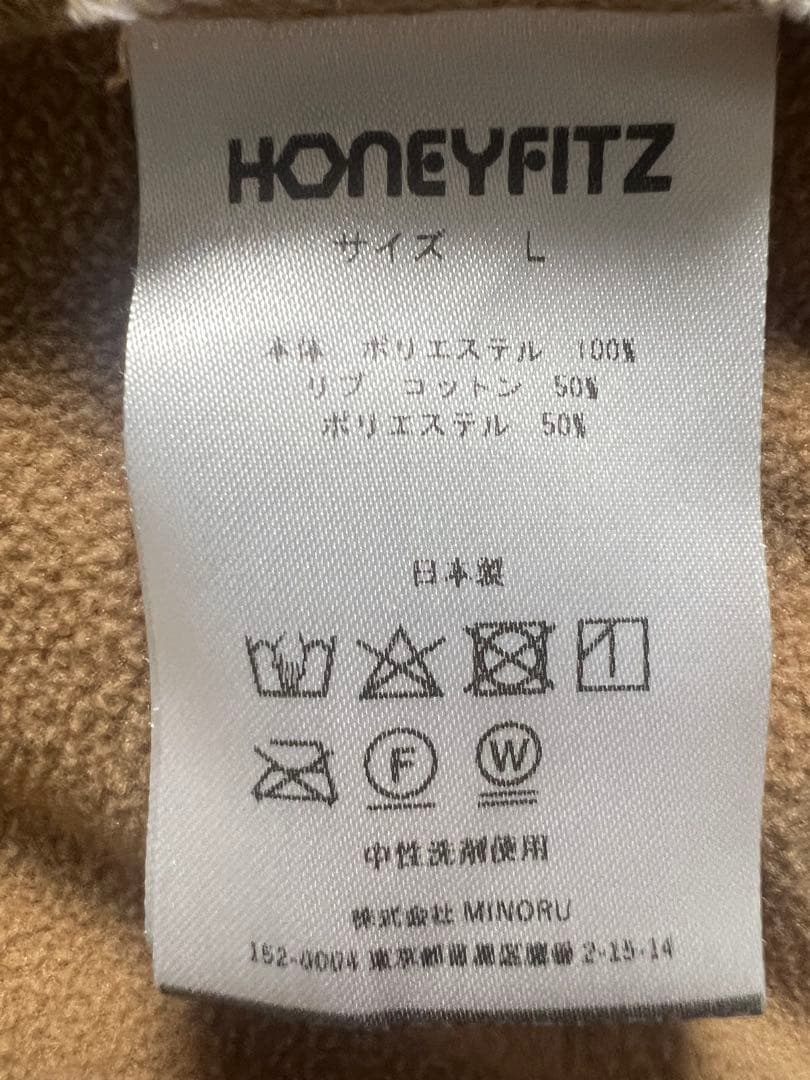 HONEYFITZ
サイズ L
本体 ポリエステル 100%
リブ コットン 50%
ポリエステル 50%
日本製
F W
中性洗剤使用
株式会社 MINORU
152-0004 東京都目黒区鷹番 2-15-14